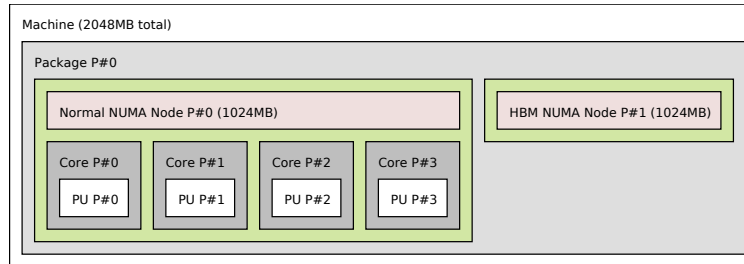 Machine (2048MB total)
Package P#0
Normal NUMA Node P#0 (1024MB)
HBM NUMA Node P#1 (1024MB)
Core P#0
Core P#1
Core P#2
Core P#3
PU P#0
PU P#1
PU P#2
PU P#3